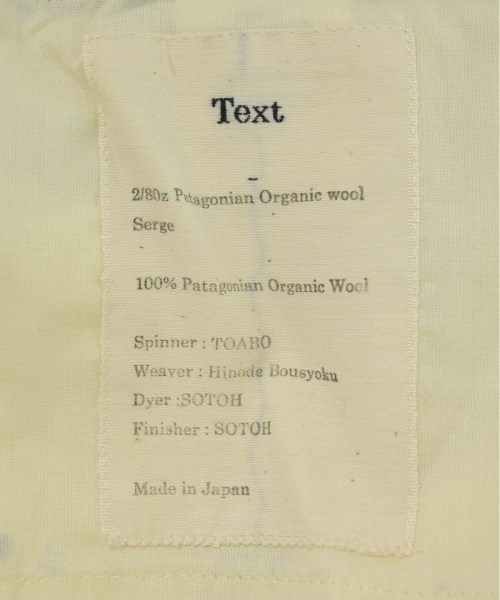 Text
2/80z Patagonian Organic wool
Serge
100% Patagonian Organic Wool
Spinner : TOABO
Weaver : Hinode Bousyoku
Dyer :SOTOH
Finisher : SOTOH
Made in Japan